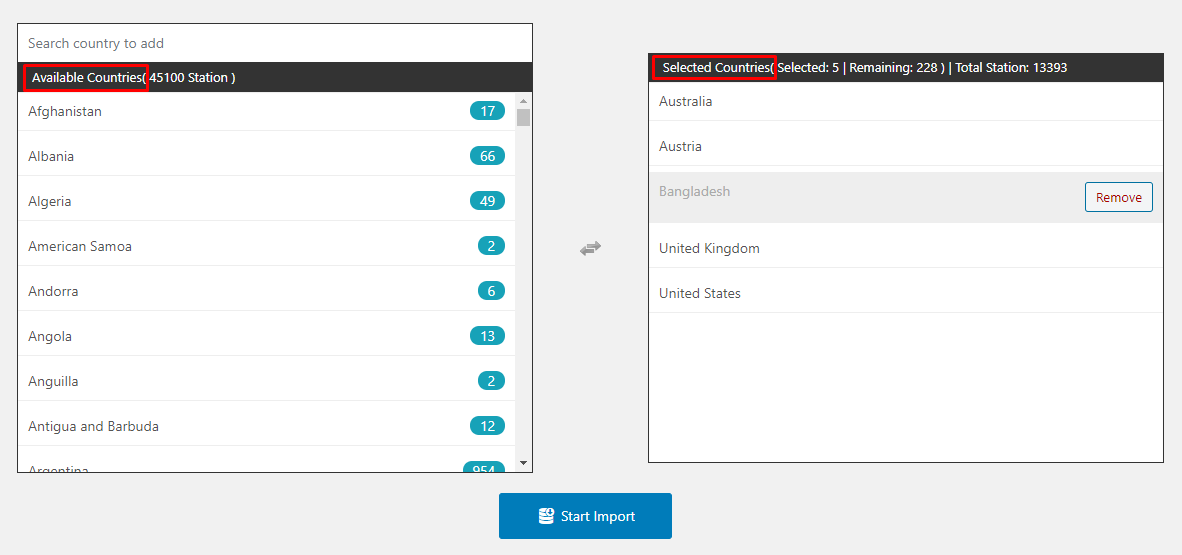 Search country to add
Available Countries( 45100 Station )
Afghanistan 17
Albania 66
Algeria 49
American Samoa 2
Andorra 6
Angola 13
Anguilla 2
Antigua and Barbuda 12
Argentina 954
Selected Countries( Selected: 5 | Remaining: 228 ) | Total Station: 13393
Australia
Austria
Bangladesh Remove
United Kingdom
United States
Start Import